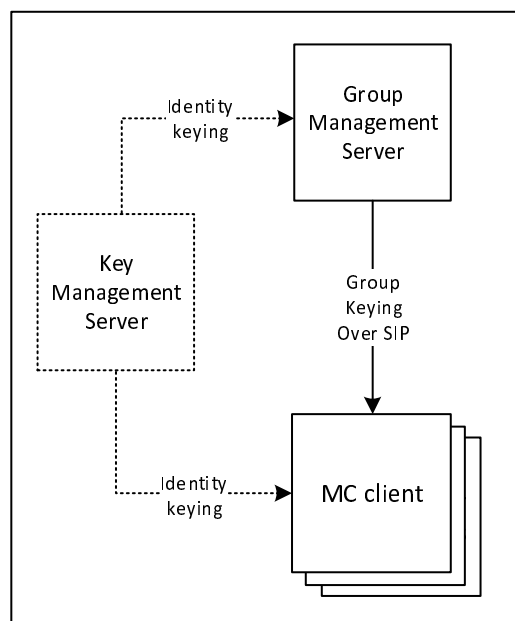 Group
Management
Server
Identity
keying
Key
Management
Server
Group
Keying
Over SIP
Identity
keying
MC client